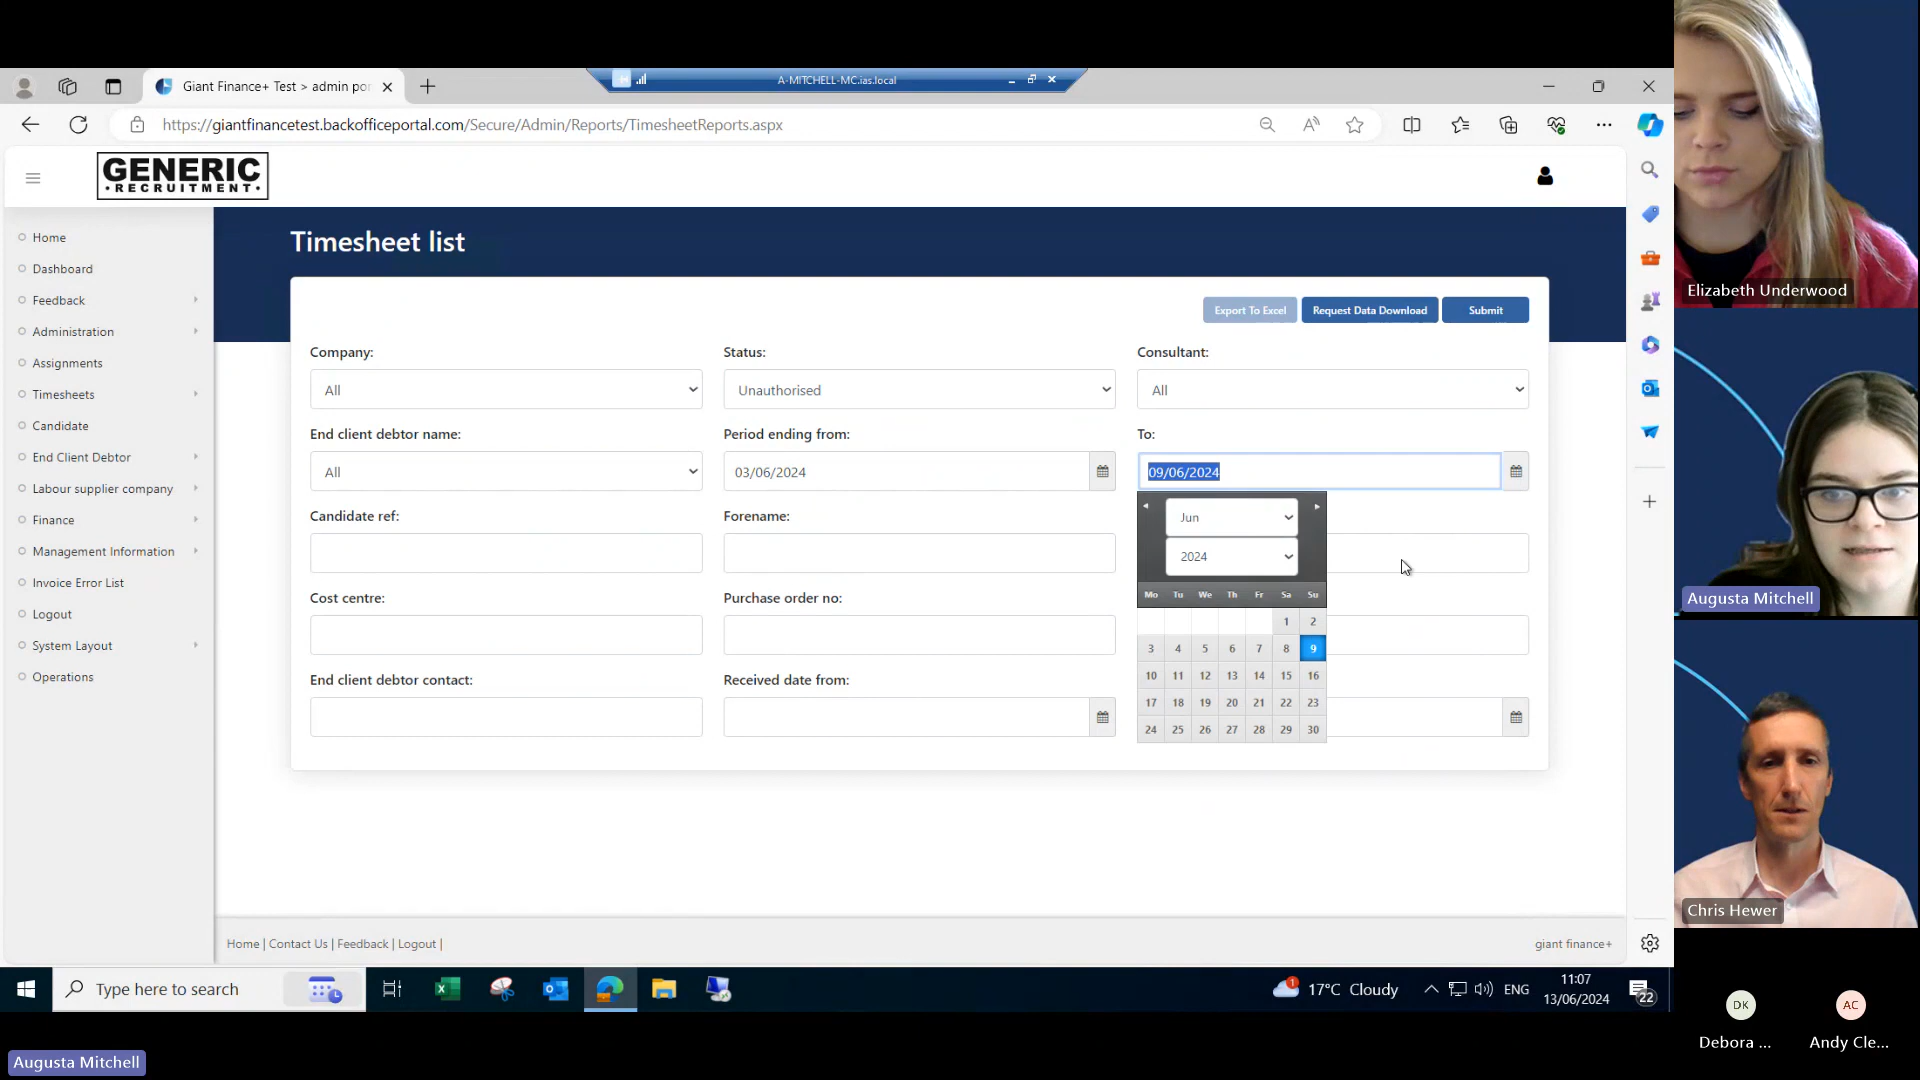 A-MITCHELL-MC.ias.local
Giant Finance+ Test > admin por
https://giantfinancetest.backofficeportal.com/Secure/Admin/Reports/TimesheetReports.aspx
GENERIC
·RECRUITMENT·
Home
Dashboard
Feedback
Administration
Assignments
Timesheets
Candidate
End Client Debtor
Labour supplier company
Finance
Management Information
Invoice Error List
Logout
System Layout
Operations
Timesheet list
Export To Excel Request Data Download Submit
Company: Status: Consultant:
All Unauthorised All
End client debtor name: Period ending from: To:
All 03/06/2024 09/06/2024
Candidate ref: Forename:
Jun
2024
Mo Tu We Th Fr Sa Su
1 2
3 4 5 6 7 8 9
10 11 12 13 14 15 16
17 18 19 20 21 22 23
24 25 26 27 28 29 30
Cost centre: Purchase order no:
End client debtor contact: Received date from:
Home | Contact Us | Feedback | Logout |
giant finance+
Type here to search
1
17°C Cloudy
ENG
11:07
13/06/2024
22
Elizabeth Underwood
Augusta Mitchell
Chris Hewer
DK
Debora ...
AC
Andy Cle...
Augusta Mitchell